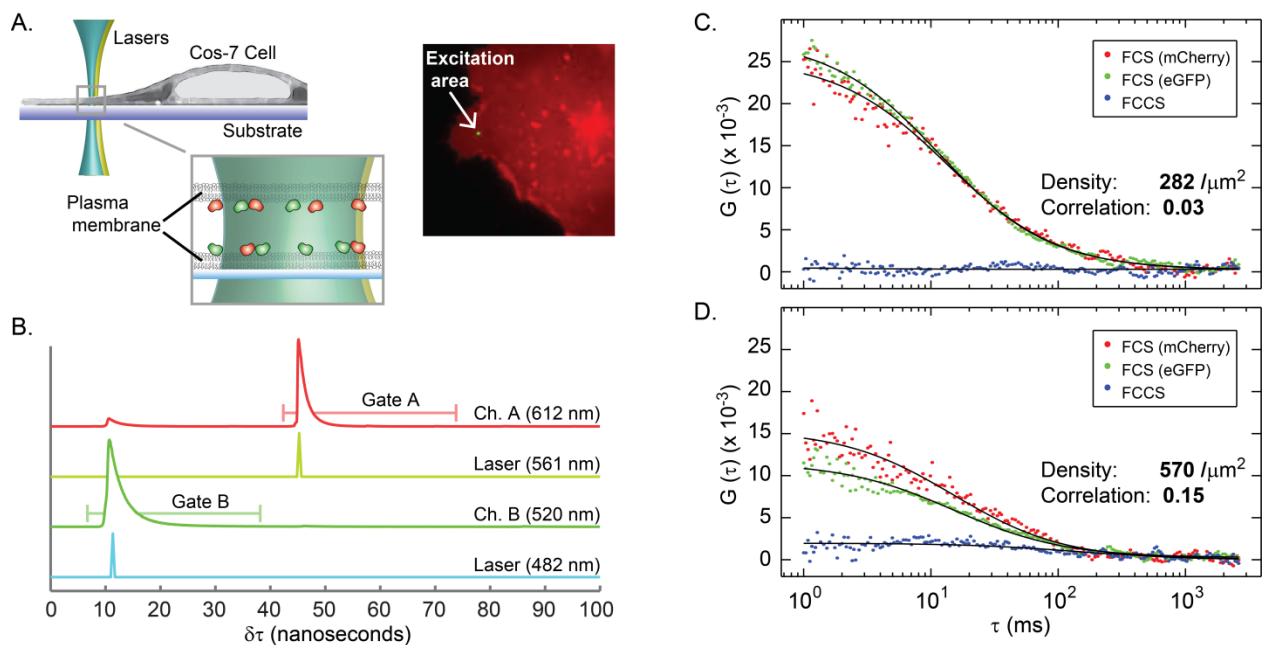 A.
Lasers
Cos-7 Cell
Substrate
Plasma
membrane
Excitation
area
B.
Gate A
Ch. A (612 nm)
Laser (561 nm)
Gate B
Ch. B (520 nm)
Laser (482 nm)
0 10 20 30 40 50 60 70 80 90 100
δτ (nanoseconds)
C.
25
20
15
10
5
0
G (τ) (x 10⁻³)
FCS (mCherry)
FCS (eGFP)
FCCS
Density: 282 /μm²
Correlation: 0.03
D.
25
20
15
10
5
0
G (τ) (x 10⁻³)
FCS (mCherry)
FCS (eGFP)
FCCS
Density: 570 /μm²
Correlation: 0.15
10⁰ 10¹ 10² 10³
τ (ms)